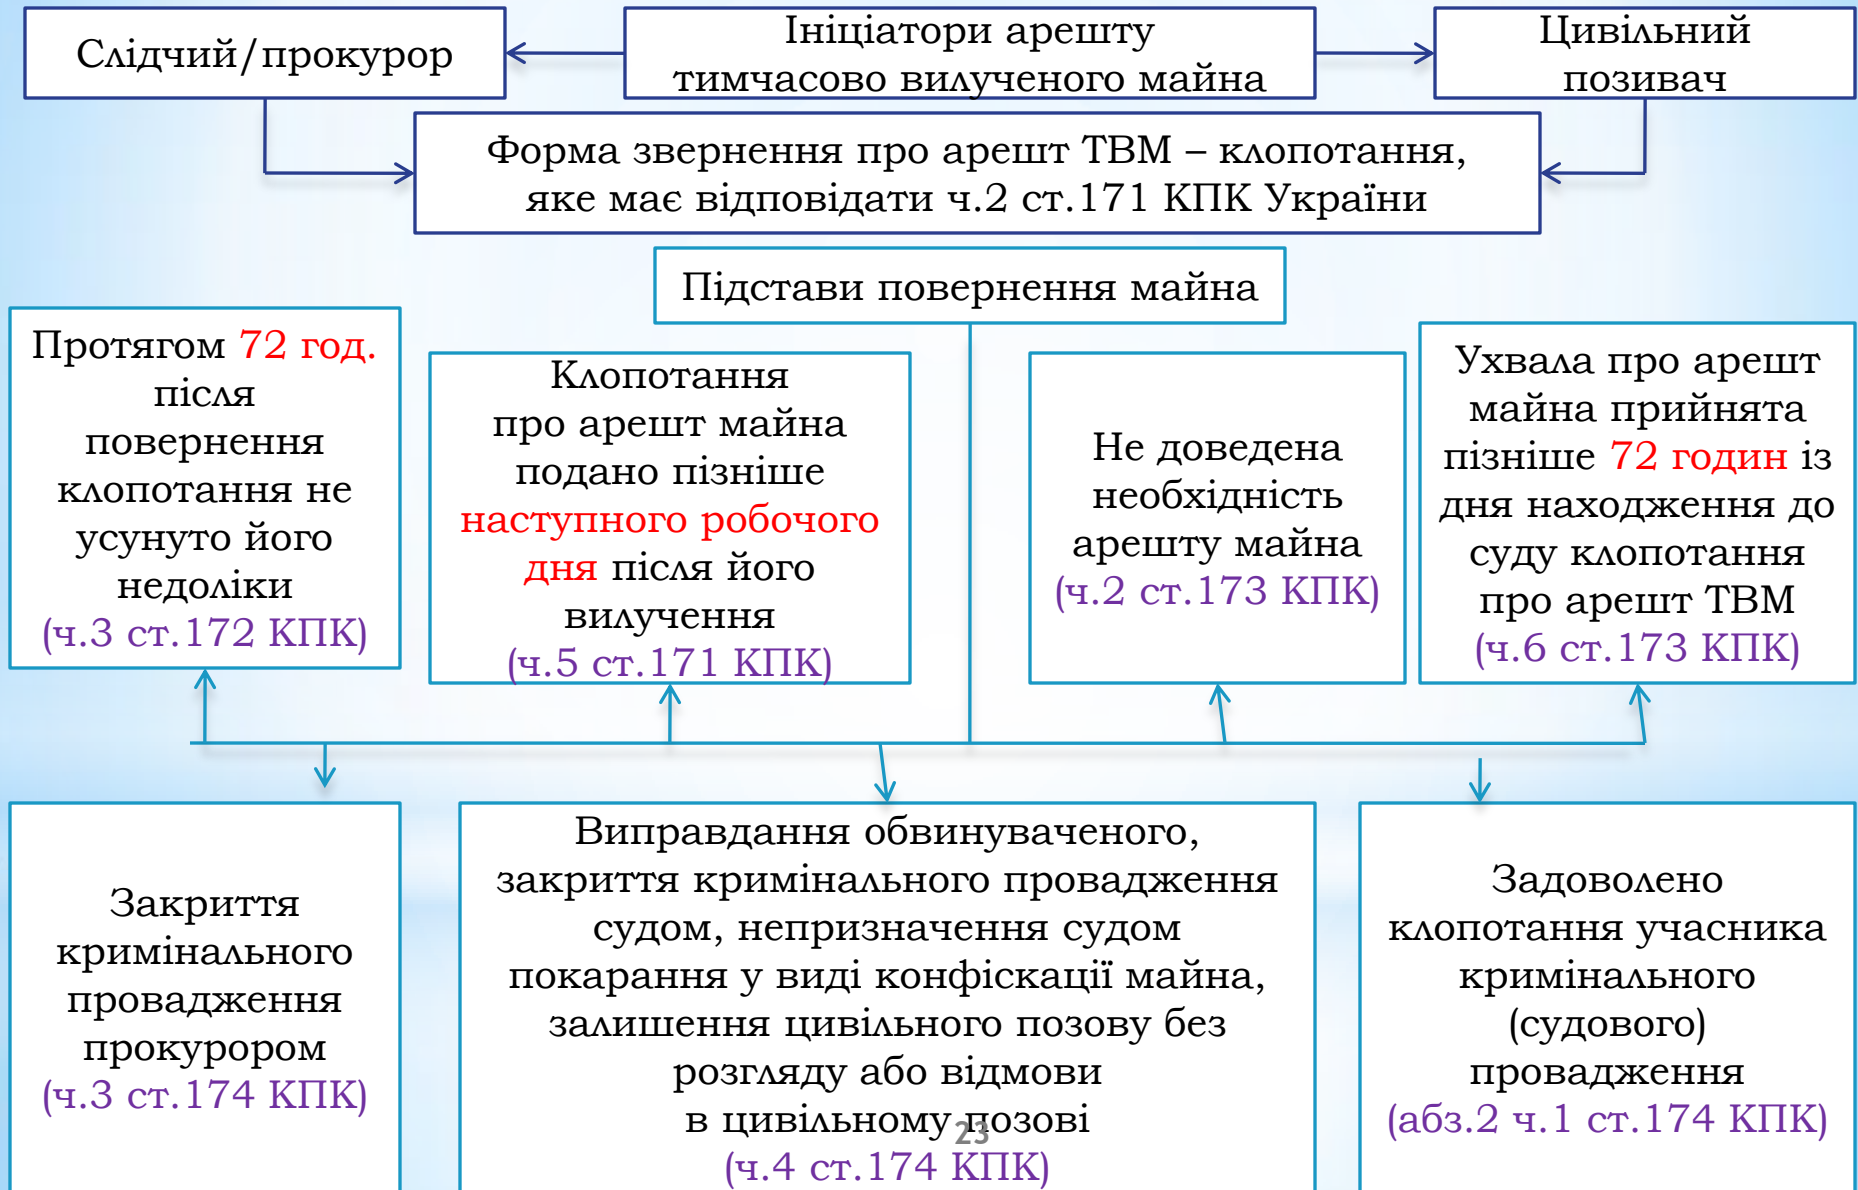 Слідчий/прокурор
Ініціатори арешту
тимчасово вилученого майна
Цивільний
позивач
Форма звернення про арешт ТВМ – клопотання,
яке має відповідати ч.2 ст.171 КПК України
Підстави повернення майна
Протягом 72 год.
після
повернення
клопотання не
усунуто його
недоліки
(ч.3 ст.172 КПК)
Клопотання
про арешт майна
подано пізніше
наступного робочого
дня після його
вилучення
(ч.5 ст.171 КПК)
Не доведена
необхідність
арешту майна
(ч.2 ст.173 КПК)
Ухвала про арешт
майна прийнята
пізніше 72 годин із
дня находження до
суду клопотання
про арешт ТВМ
(ч.6 ст.173 КПК)
Закриття
кримінального
провадження
прокурором
(ч.3 ст.174 КПК)
Виправдання обвинуваченого,
закриття кримінального провадження
судом, непризначення судом
покарання у виді конфіскації майна,
залишення цивільного позову без
розгляду або відмови
в цивільному позові
(ч.4 ст.174 КПК)
Задоволено
клопотання учасника
кримінального
(судового)
провадження
(абз.2 ч.1 ст.174 КПК)
23